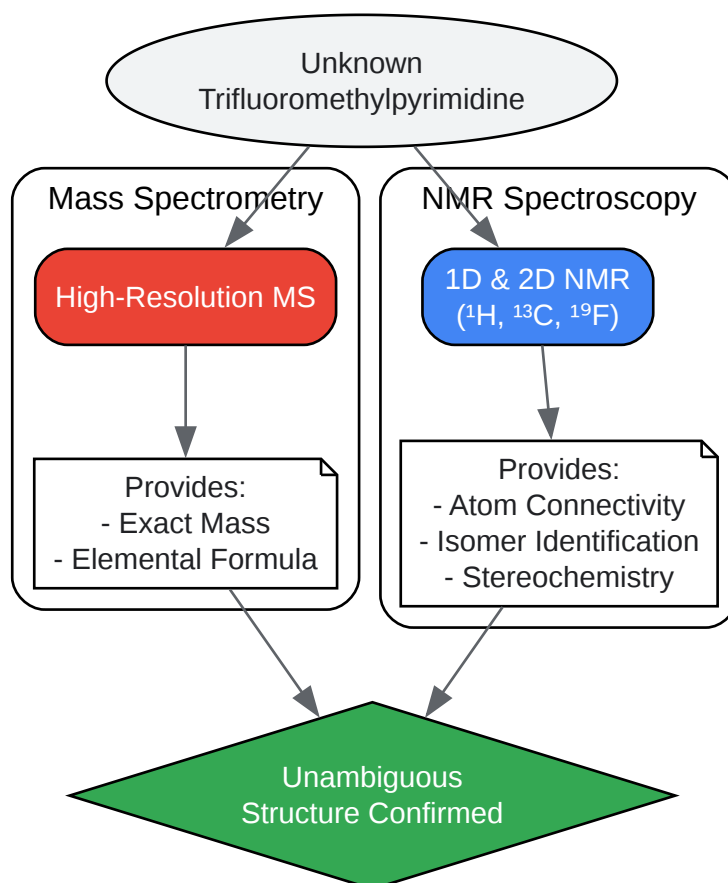 Unknown
Trifluoromethylpyrimidine
Mass Spectrometry
High-Resolution MS
Provides:
- Exact Mass
- Elemental Formula
NMR Spectroscopy
1D & 2D NMR
(¹H, ¹³C, ¹⁹F)
Provides:
- Atom Connectivity
- Isomer Identification
- Stereochemistry
Unambiguous
Structure Confirmed